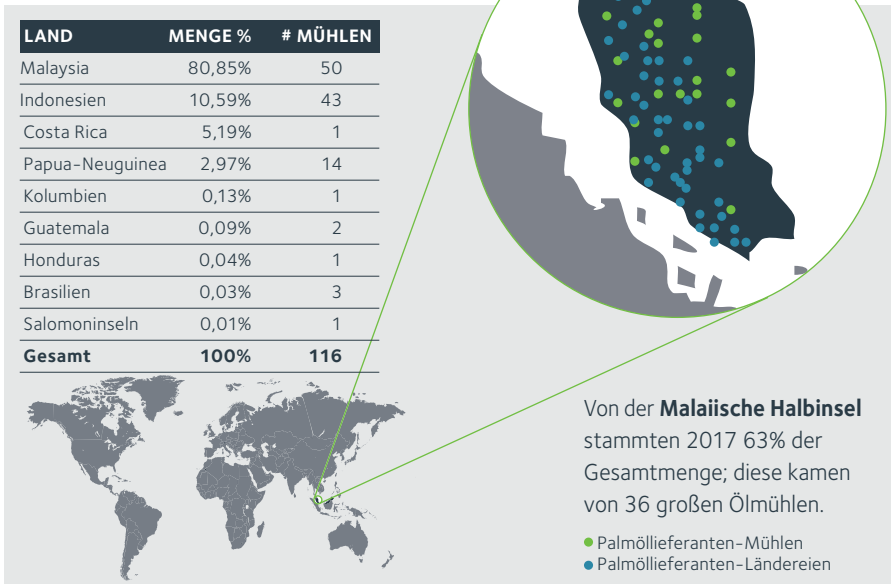 LAND MENGE % # MÜHLEN
Malaysia 80,85% 50
Indonesien 10,59% 43
Costa Rica 5,19% 1
Papua-Neuguinea 2,97% 14
Kolumbien 0,13% 1
Guatemala 0,09% 2
Honduras 0,04% 1
Brasilien 0,03% 3
Salomoninseln 0,01% 1
Gesamt 100% 116
Von der Malaiische Halbinsel
stammten 2017 63% der
Gesamtmenge; diese kamen
von 36 großen Ölmühlen.
Palmöllieferanten-Mühlen
Palmöllieferanten-Ländereien